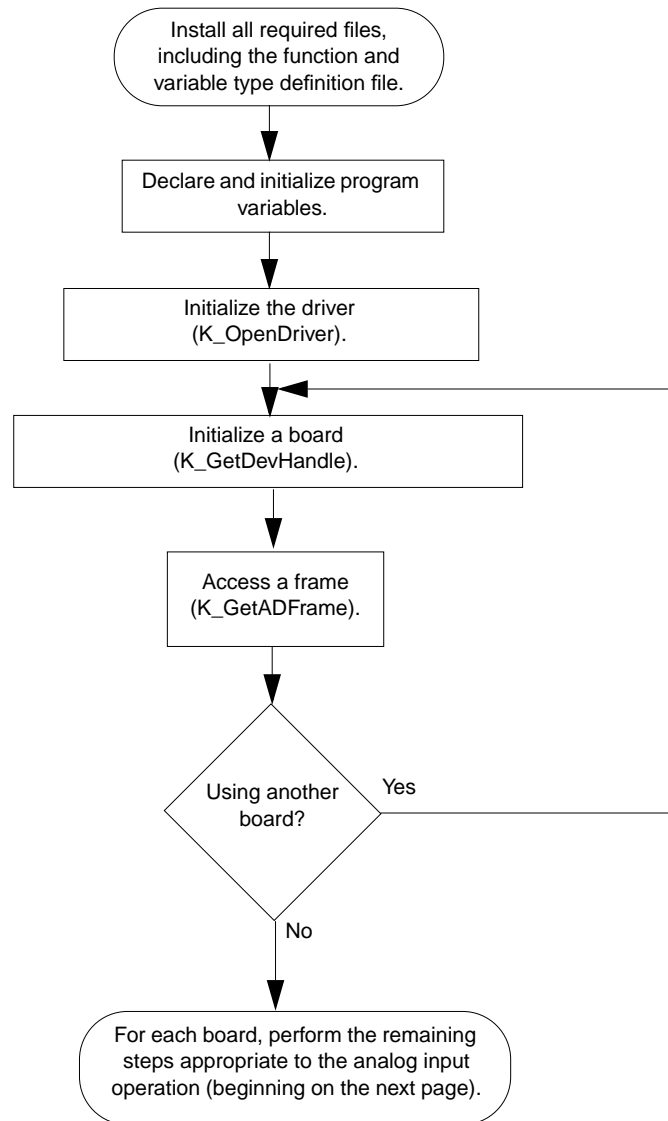 Install all required files,
including the function and
variable type definition file.
Declare and initialize program
variables.
Initialize the driver
(K_OpenDriver).
Initialize a board
(K_GetDevHandle).
Access a frame
(K_GetADFrame).
Using another
board?
Yes
No
For each board, perform the remaining
steps appropriate to the analog input
operation (beginning on the next page).